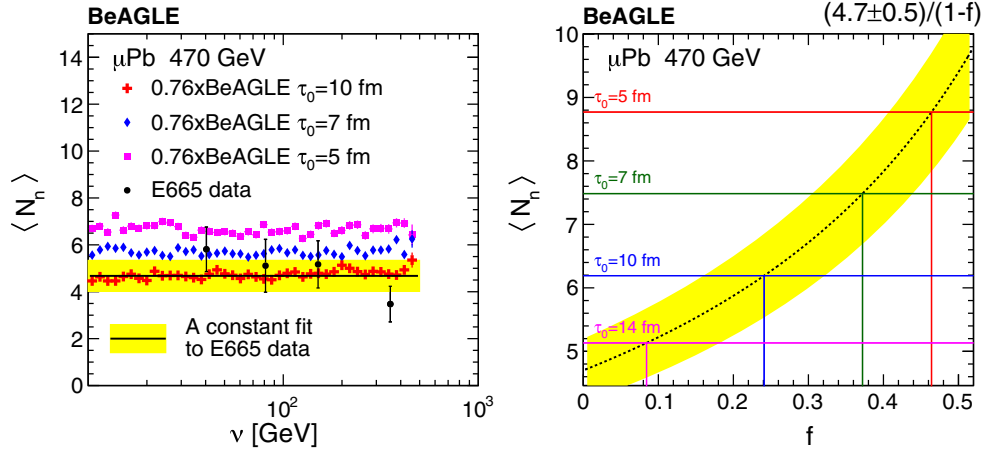 BeAGLE
μPb 470 GeV
0.76xBeAGLE τ₀=10 fm
0.76xBeAGLE τ₀=7 fm
0.76xBeAGLE τ₀=5 fm
E665 data
A constant fit
to E665 data
⟨ Nₙ ⟩
14
12
10
8
6
4
2
0
10²
10³
ν [GeV]
BeAGLE
(4.7±0.5)/(1-f)
μPb 470 GeV
τ₀=5 fm
τ₀=7 fm
τ₀=10 fm
τ₀=14 fm
⟨ Nₙ ⟩
10
9
8
7
6
5
0
0.1
0.2
0.3
0.4
0.5
f